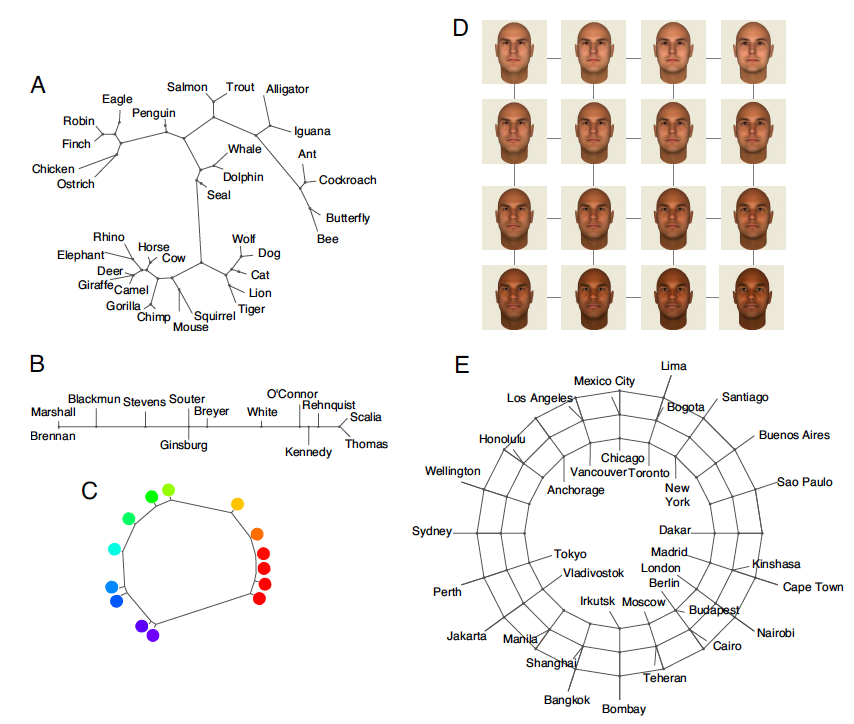 A
Salmon
Trout
Alligator
Eagle
Penguin
Robin
Finch
Iguana
Whale
Ant
Chicken
Dolphin
Cockroach
Ostrich
Seal
Butterfly
Bee
Rhino
Horse
Wolf
Elephant
Cow
Dog
Deer
Cat
Giraffe
Camel
Lion
Gorilla
Tiger
Chimp
Squirrel
Mouse
B
O'Connor
Blackmun
Stevens
Souter
Rehnquist
Marshall
Breyer
White
Scalia
Brennan
Ginsburg
Kennedy
Thomas
C
D
E
Lima
Mexico City
Los Angeles
Santiago
Bogota
Honolulu
Buenos Aires
Chicago
Wellington
Vancouver
Toronto
Anchorage
New
York
Sao Paulo
Sydney
Dakar
Tokyo
Madrid
Vladivostok
London
Kinshasa
Berlin
Cape Town
Perth
Irkutsk
Moscow
Budapest
Jakarta
Manila
Nairobi
Cairo
Shanghai
Teheran
Bangkok
Bombay